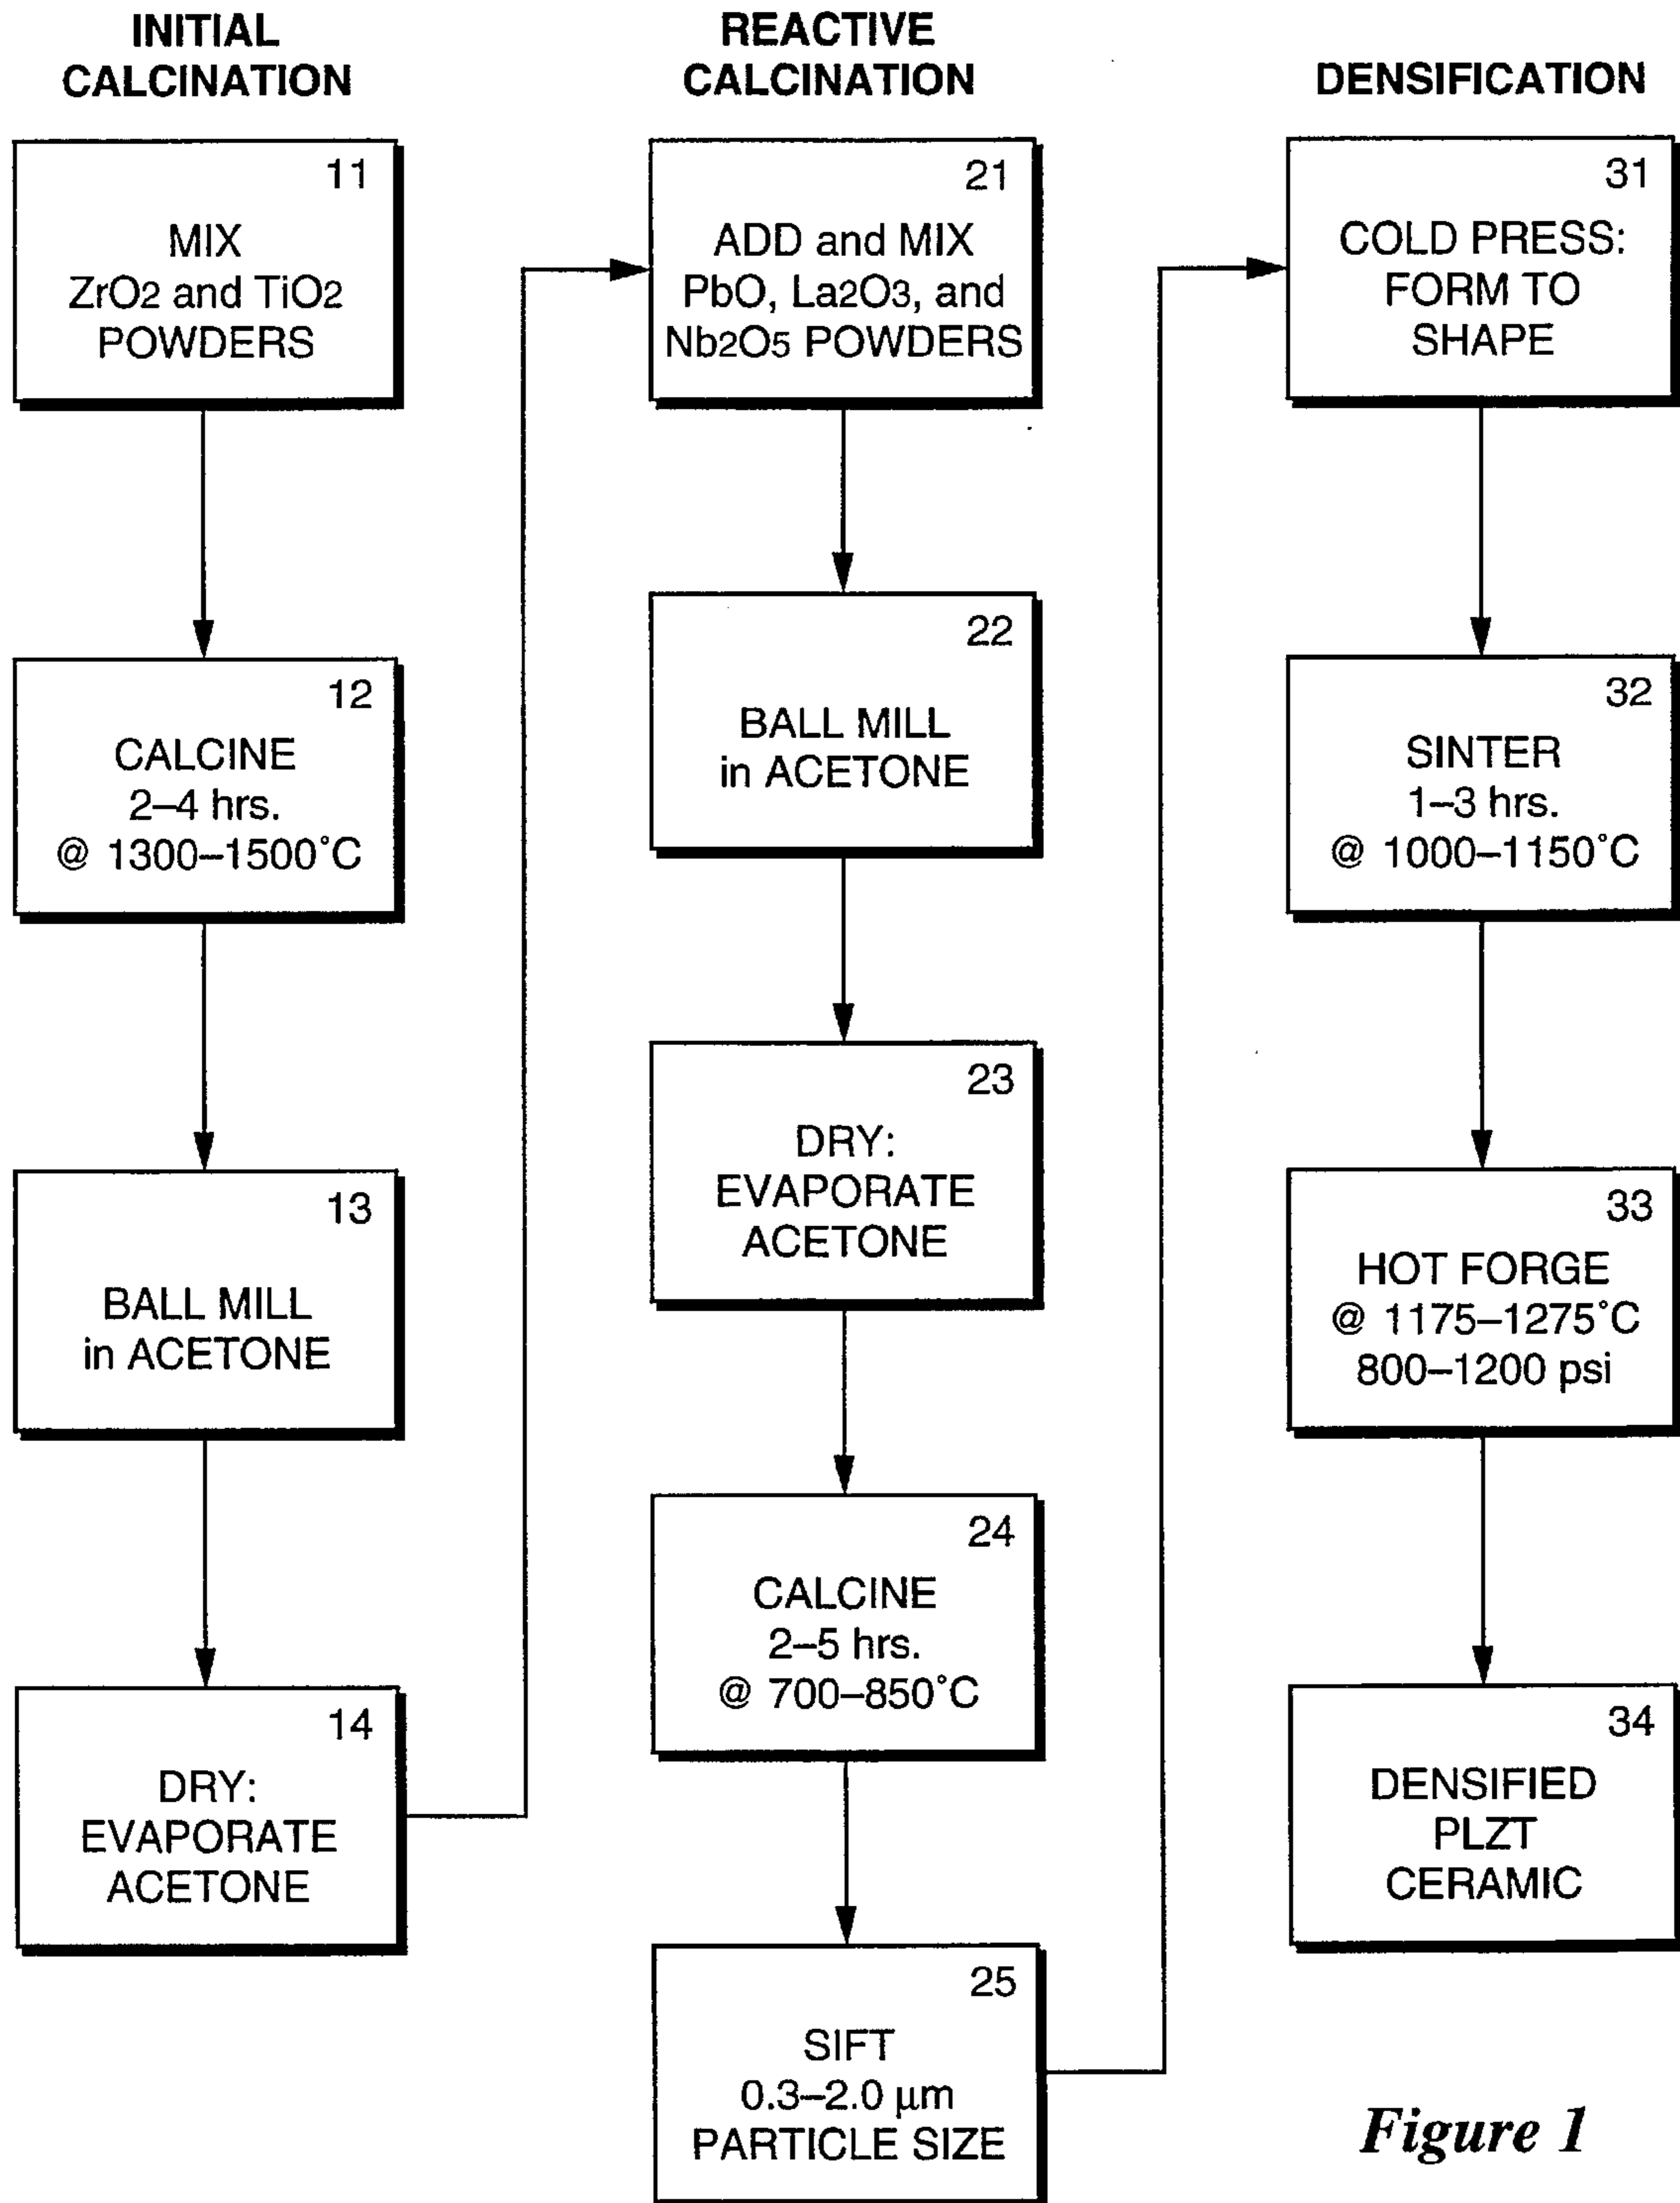 INITIAL
CALCINATION
11
MIX
ZrO2 and TiO2
POWDERS
12
CALCINE
2–4 hrs.
@ 1300–1500°C
13
BALL MILL
in ACETONE
14
DRY:
EVAPORATE
ACETONE
REACTIVE
CALCINATION
21
ADD and MIX
PbO, La2O3, and
Nb2O5 POWDERS
22
BALL MILL
in ACETONE
23
DRY:
EVAPORATE
ACETONE
24
CALCINE
2–5 hrs.
@ 700–850°C
25
SIFT
0.3–2.0 μm
PARTICLE SIZE
DENSIFICATION
31
COLD PRESS:
FORM TO
SHAPE
32
SINTER
1–3 hrs.
@ 1000–1150°C
33
HOT FORGE
@ 1175–1275°C
800–1200 psi
34
DENSIFIED
PLZT
CERAMIC
Figure 1